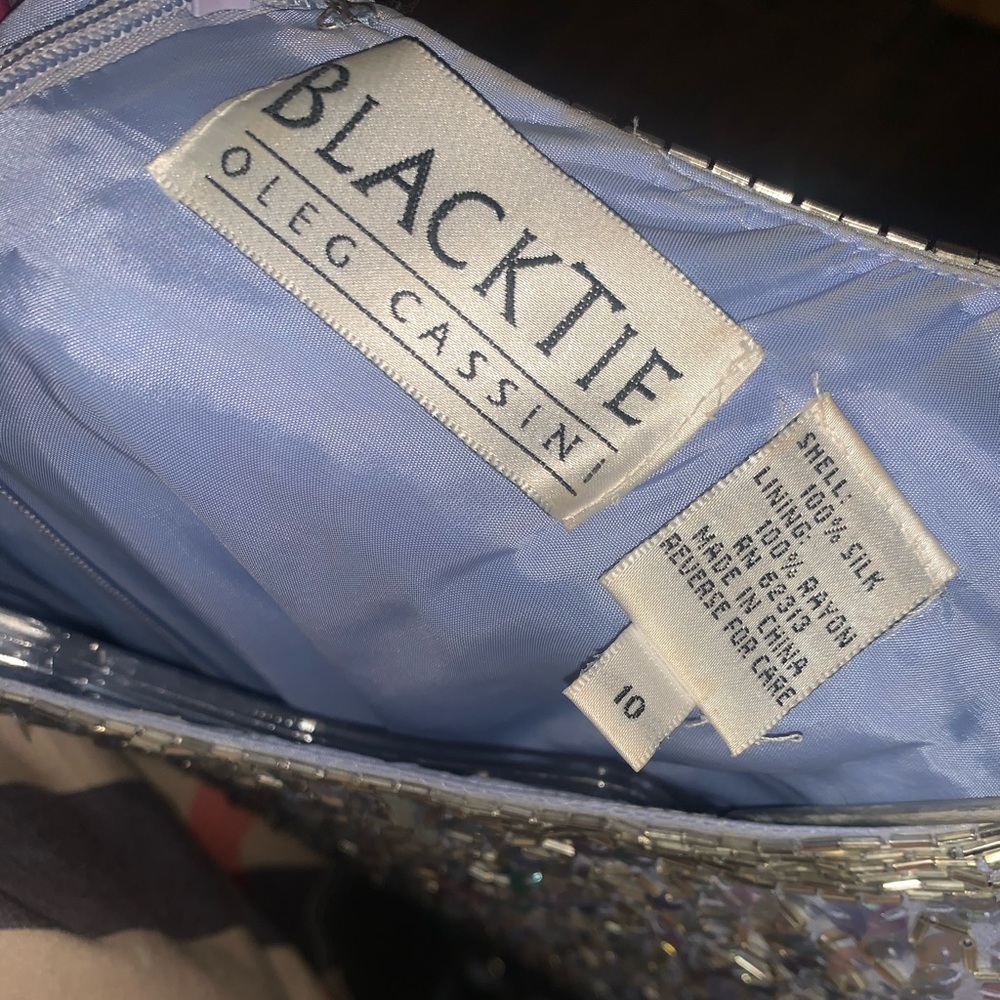 BLACKTIE
OLEG CASSINI
SHELL:
100% SILK
LINING:
100% RAYON
RN 62313
MADE IN CHINA
REVERSE FOR CARE
10